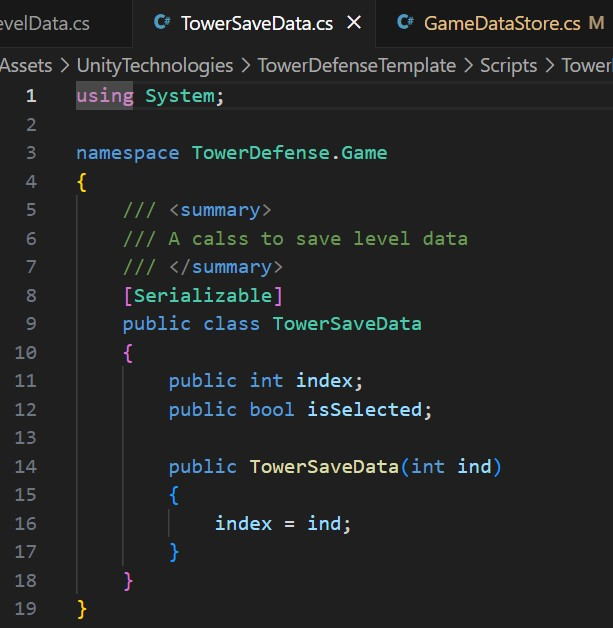 evelData.cs C# TowerSaveData.cs × C# GameDataStore.cs M
Assets > UnityTechnologies > TowerDefenseTemplate > Scripts > Tower
1 using System;
2
3 namespace TowerDefense.Game
4 {
5 /// <summary>
6 /// A calss to save level data
7 /// </summary>
8 [Serializable]
9 public class TowerSaveData
10 {
11 public int index;
12 public bool isSelected;
13
14 public TowerSaveData(int ind)
15 {
16 index = ind;
17 }
18 }
19 }